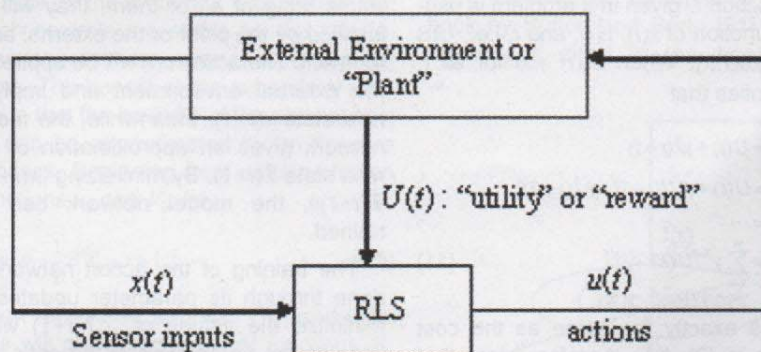 External Environment or
“Plant”
U(t) : “utility” or “reward”
x(t)
RLS
u(t)
Sensor inputs
actions